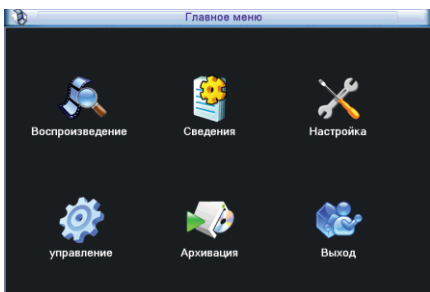 Главное меню
Воспроизведение
Сведения
Настройка
управление
Архивация
Выход